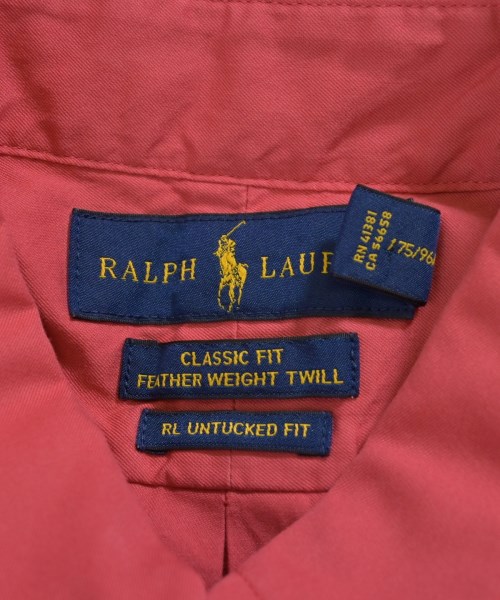 RALPH LAUR
RN 41381
CA 56658
175/96
CLASSIC FIT
FEATHER WEIGHT TWILL
RL UNTUCKED FIT